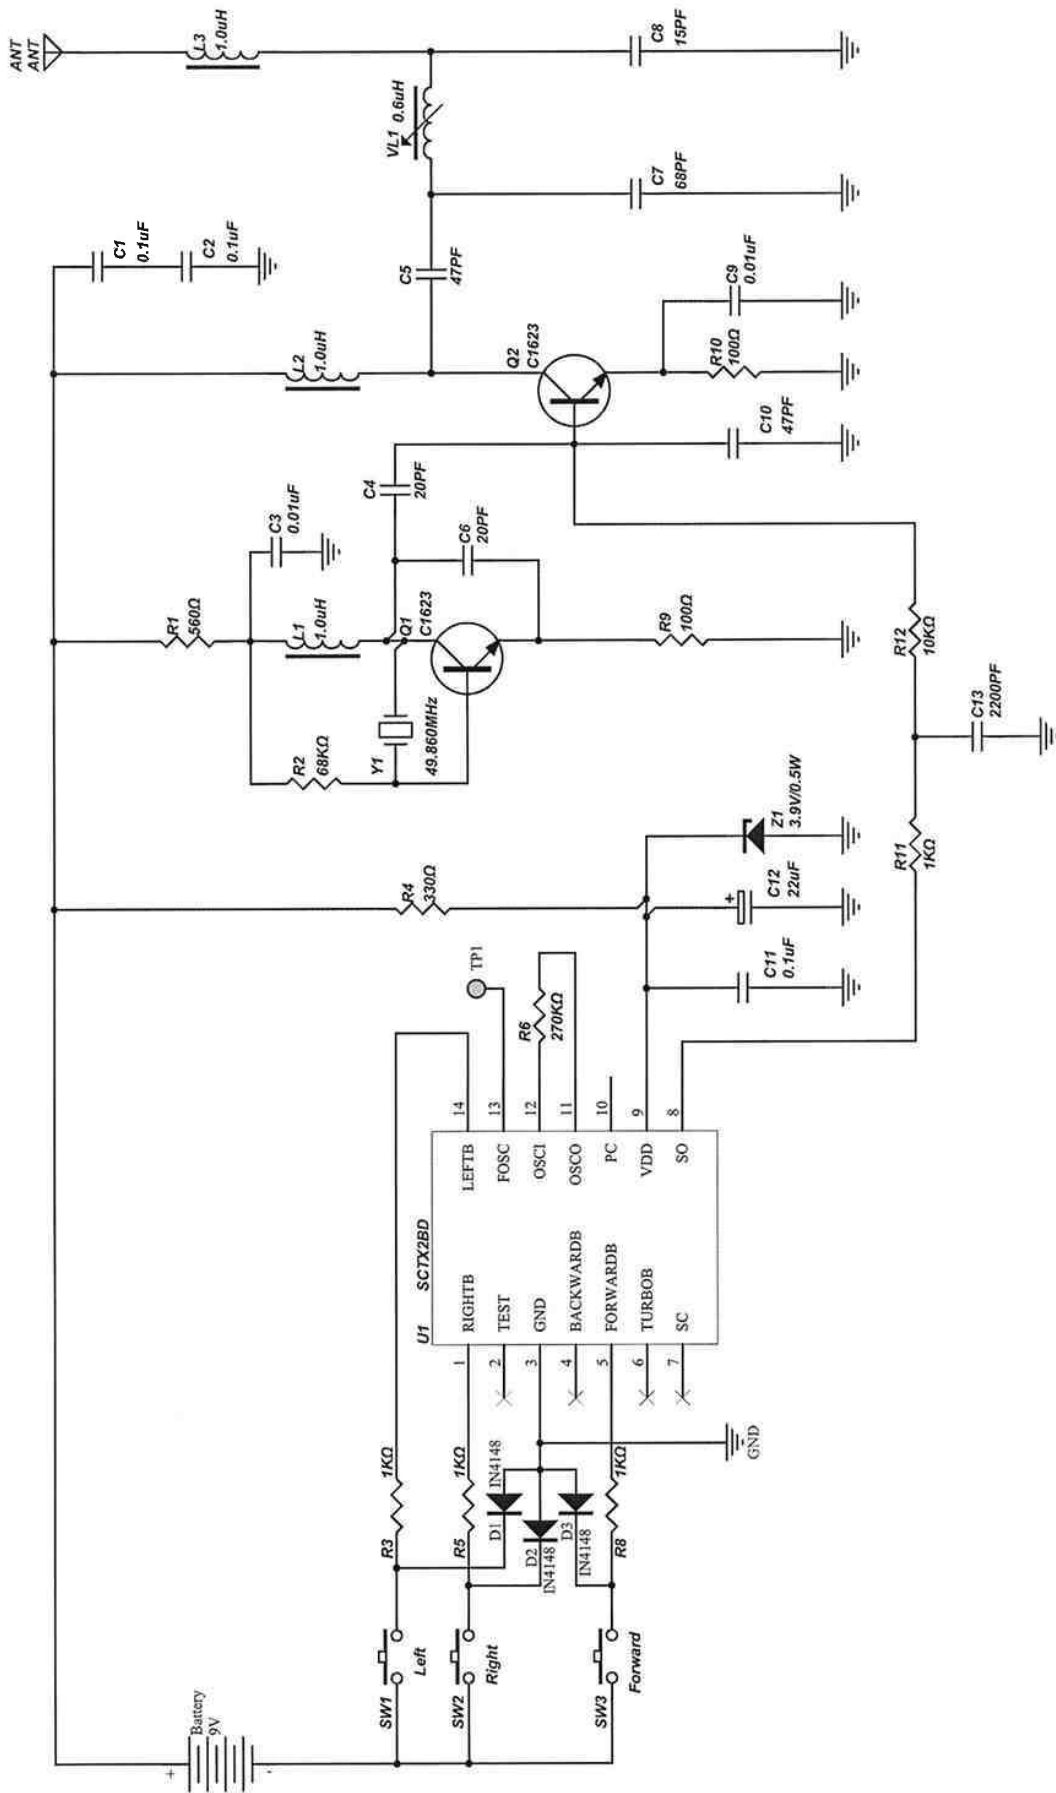 Battery
9V
+
-
SW1
Left
SW2
Right
SW3
Forward
R3
1KΩ
R5
1KΩ
R8
1KΩ
D1
IN4148
D2
IN4148
D3
IN4148
GND
U1
SCTX2BD
1
RIGHTB
2
TEST
3
GND
4
BACKWARDB
5
FORWARDB
6
TURBOB
7
SC
14
LEFTB
13
FOSC
12
OSCI
11
OSCO
10
PC
9
VDD
8
SO
TP1
R6
270KΩ
R4
330Ω
C11
0.1uF
+
C12
22uF
Z1
3.9V/0.5W
R11
1KΩ
C13
2200PF
R12
10KΩ
R1
560Ω
R2
68KΩ
Y1
49.860MHz
L1
1.0uH
C3
0.01uF
Q1
C1623
C4
20PF
C6
20PF
R9
100Ω
L2
1.0uH
Q2
C1623
C10
47PF
R10
100Ω
C9
0.01uF
C1
0.1uF
C2
0.1uF
C5
47PF
C7
68PF
VL1 0.6uH
L3
1.0uH
C8
15PF
ANT
ANT